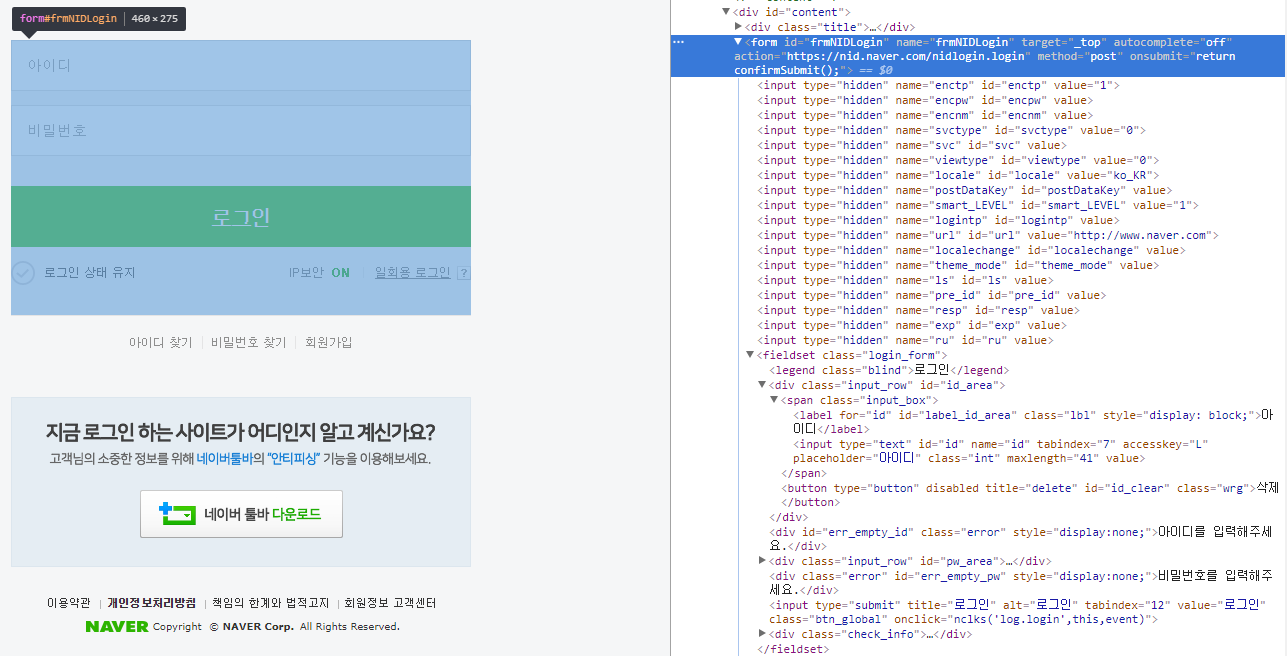 form#frmNIDLogin | 460×275
아이디
비밀번호
로그인
로그인 상태 유지
IP보안 ON
일회용 로그인 ?
아이디 찾기 | 비밀번호 찾기 | 회원가입
지금 로그인 하는 사이트가 어디인지 알고 계신가요?
고객님의 소중한 정보를 위해 네이버툴바의 “안티피싱” 기능을 이용해보세요.
네이버 툴바 다운로드
이용약관 | 개인정보처리방침 | 책임의 한계와 법적고지 | 회원정보 고객센터
NAVER Copyright © NAVER Corp. All Rights Reserved.
▼<div id="content">
▶<div class="title">…</div>
▼<form id="frmNIDLogin" name="frmNIDLogin" target="_top" autocomplete="off"
action="https://nid.naver.com/nidlogin.login" method="post" onsubmit="return
confirmSubmit();"> == $0
<input type="hidden" name="enctp" id="enctp" value="1">
<input type="hidden" name="encpw" id="encpw" value>
<input type="hidden" name="encnm" id="encnm" value>
<input type="hidden" name="svctype" id="svctype" value="0">
<input type="hidden" name="svc" id="svc" value>
<input type="hidden" name="viewtype" id="viewtype" value="0">
<input type="hidden" name="locale" id="locale" value="ko_KR">
<input type="hidden" name="postDataKey" id="postDataKey" value>
<input type="hidden" name="smart_LEVEL" id="smart_LEVEL" value="1">
<input type="hidden" name="logintp" id="logintp" value>
<input type="hidden" name="url" id="url" value="http://www.naver.com">
<input type="hidden" name="localechange" id="localechange" value>
<input type="hidden" name="theme_mode" id="theme_mode" value>
<input type="hidden" name="ls" id="ls" value>
<input type="hidden" name="pre_id" id="pre_id" value>
<input type="hidden" name="resp" id="resp" value>
<input type="hidden" name="exp" id="exp" value>
<input type="hidden" name="ru" id="ru" value>
▼<fieldset class="login_form">
<legend class="blind">로그인</legend>
▼<div class="input_row" id="id_area">
▼<span class="input_box">
<label for="id" id="label_id_area" class="lbl" style="display: block;">아
이디</label>
<input type="text" id="id" name="id" tabindex="7" accesskey="L"
placeholder="아이디" class="int" maxlength="41" value>
</span>
<button type="button" disabled title="delete" id="id_clear" class="wrg">삭제
</button>
</div>
<div id="err_empty_id" class="error" style="display:none;">아이디를 입력해주세
요.</div>
▶<div class="input_row" id="pw_area">…</div>
<div class="error" id="err_empty_pw" style="display:none;">비밀번호를 입력해주
세요.</div>
<input type="submit" title="로그인" alt="로그인" tabindex="12" value="로그인"
class="btn_global" onclick="nclks('log.login',this,event)">
▶<div class="check_info">…</div>
</fieldset>